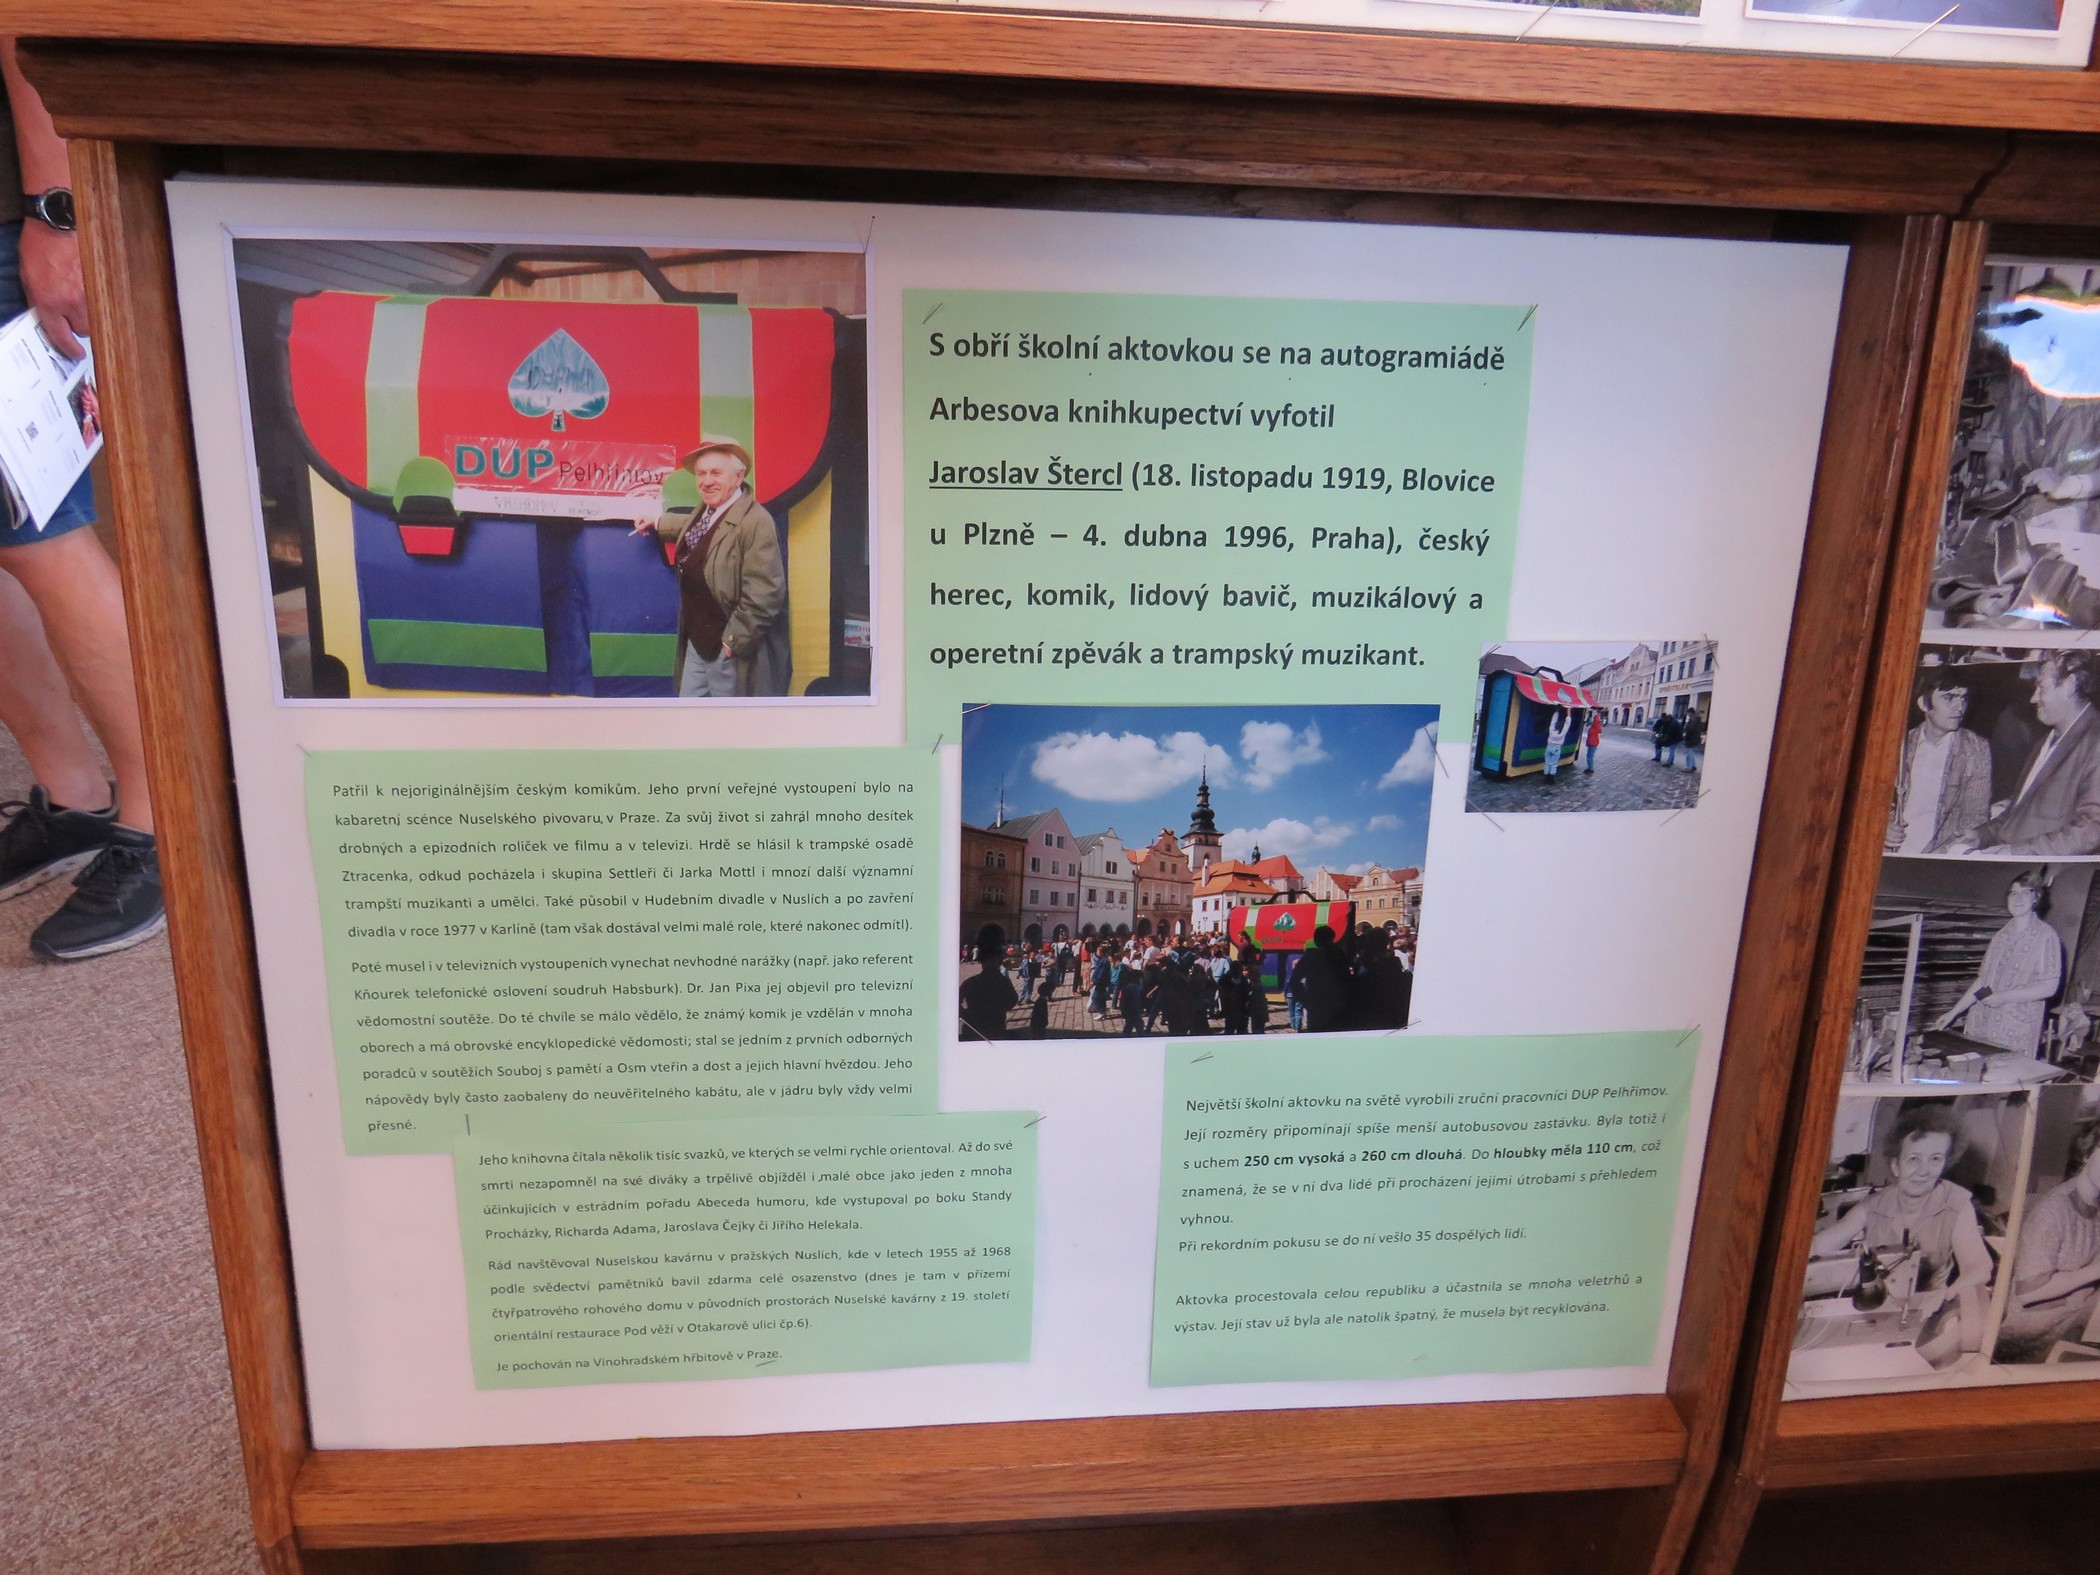 DUP Pelhřimov
S obří školní aktovkou se na autogramiádě
Arbesova knihkupectví vyfotil
Jaroslav Štercl (18. listopadu 1919, Blovice
u Plzně – 4. dubna 1996, Praha), český
herec, komik, lidový bavič, muzikálový a
operetní zpěvák a trampský muzikant.
Patřil k nejoriginálnějším českým komikům. Jeho první veřejné vystoupení bylo na
kabaretní scénce Nuselského pivovaru v Praze. Za svůj život si zahrál mnoho desítek
drobných a epizodních roliček ve filmu a v televizi. Hrdě se hlásil k trampské osadě
Ztracenka, odkud pocházela i skupina Settleři či Jarka Mottl i mnozí další významní
trampští muzikanti a umělci. Také působil v Hudebním divadle v Nuslích a po zavření
divadla v roce 1977 v Karlíně (tam však dostával velmi malé role, které nakonec odmítl).
Poté musel i v televizních vystoupeních vynechat nevhodné narážky (např. jako referent
Kňourek telefonické oslovení soudruh Habsburk). Dr. Jan Pixa jej objevil pro televizní
vědomostní soutěže. Do té chvíle se málo vědělo, že známý komik je vzdělán v mnoha
oborech a má obrovské encyklopedické vědomosti; stal se jedním z prvních odborných
poradců v soutěžích Souboj s pamětí a Osm vteřin a dost a jejich hlavní hvězdou. Jeho
nápovědy byly často zaobaleny do neuvěřitelného kabátu, ale v jádru byly vždy velmi
přesné.
Jeho knihovna čítala několik tisíc svazků, ve kterých se velmi rychle orientoval. Až do své
smrti nezapomněl na své diváky a trpělivě objížděl i malé obce jako jeden z mnoha
účinkujících v estrádním pořadu Abeceda humoru, kde vystupoval po boku Standy
Procházky, Richarda Adama, Jaroslava Čejky či Jiřího Helekala.
Rád navštěvoval Nuselskou kavárnu v pražských Nuslích, kde v letech 1955 až 1968
podle svědectví pamětníků bavil zdarma celé osazenstvo (dnes je tam v přízemí
čtyřpatrového rohového domu v původních prostorách Nuselské kavárny z 19. století
orientální restaurace Pod věží v Otakarově ulici čp.6).
Je pochován na Vinohradském hřbitově v Praze.
DUP
Největší školní aktovku na světě vyrobili zruční pracovníci DUP Pelhřimov.
Její rozměry připomínají spíše menší autobusovou zastávku. Byla totiž i
s uchem 250 cm vysoká a 260 cm dlouhá. Do hloubky měla 110 cm, což
znamená, že se v ní dva lidé při procházení jejími útrobami s přehledem
vyhnou.
Při rekordním pokusu se do ní vešlo 35 dospělých lidí.
Aktovka procestovala celou republiku a účastnila se mnoha veletrhů a
výstav. Její stav už byla ale natolik špatný, že musela být recyklována.